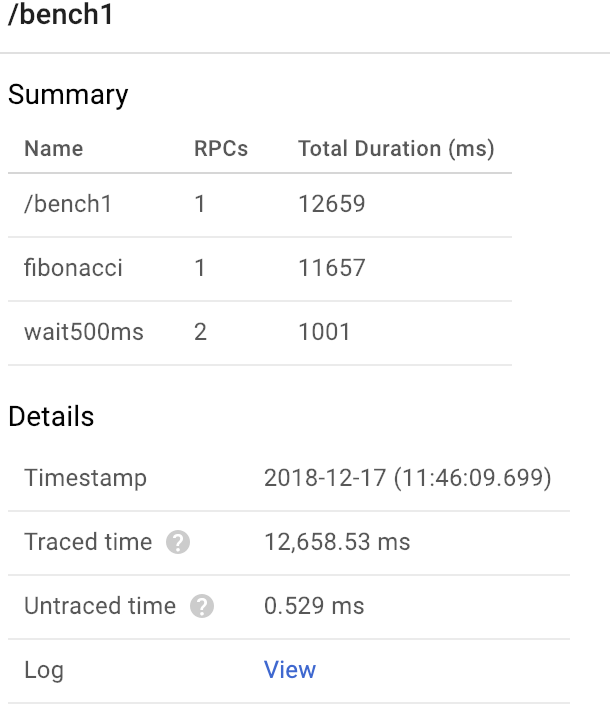 /bench1
Summary
Name RPCs Total Duration (ms)
/bench1 1 12659
fibonacci 1 11657
wait500ms 2 1001
Details
Timestamp 2018-12-17 (11:46:09.699)
Traced time ? 12,658.53 ms
Untraced time ? 0.529 ms
Log View